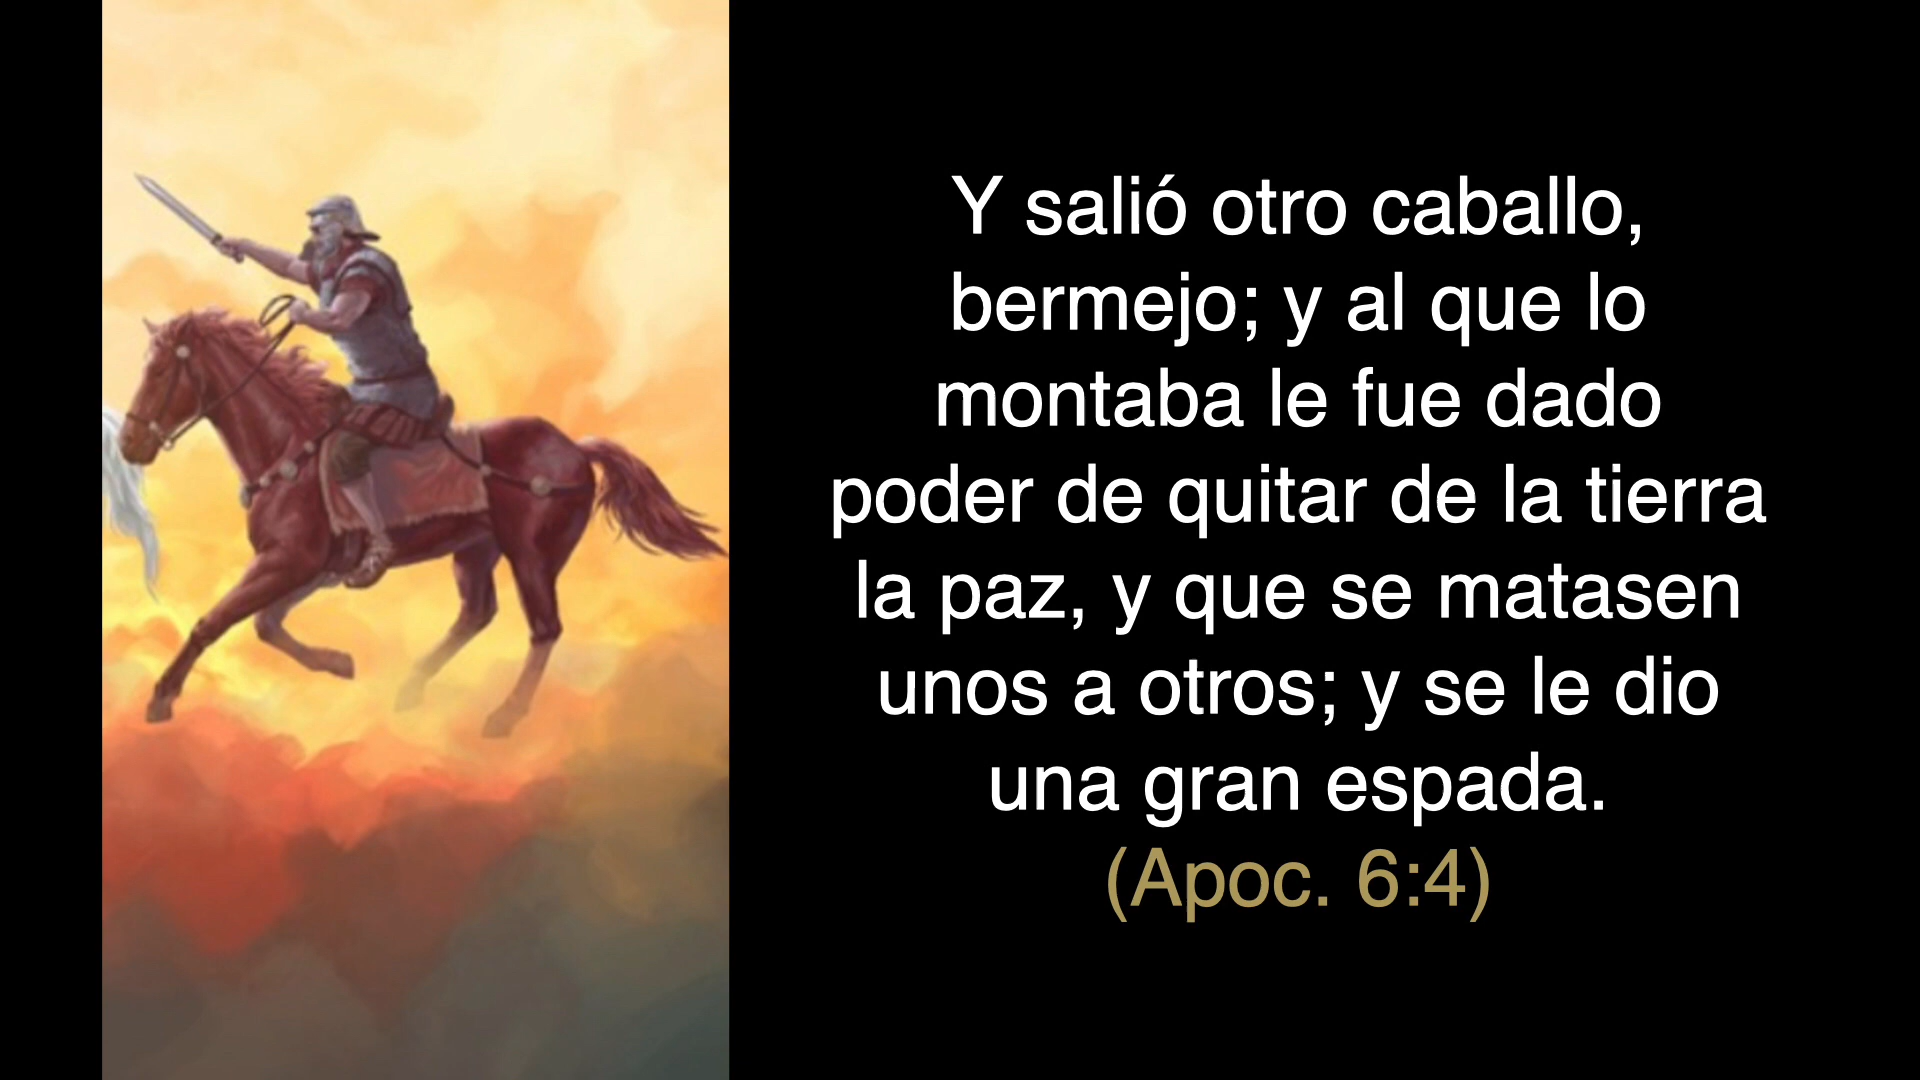 Y salió otro caballo,
bermejo; y al que lo
montaba le fue dado
poder de quitar de la tierra
la paz, y que se matasen
unos a otros; y se le dio
una gran espada.
(Apoc. 6:4)